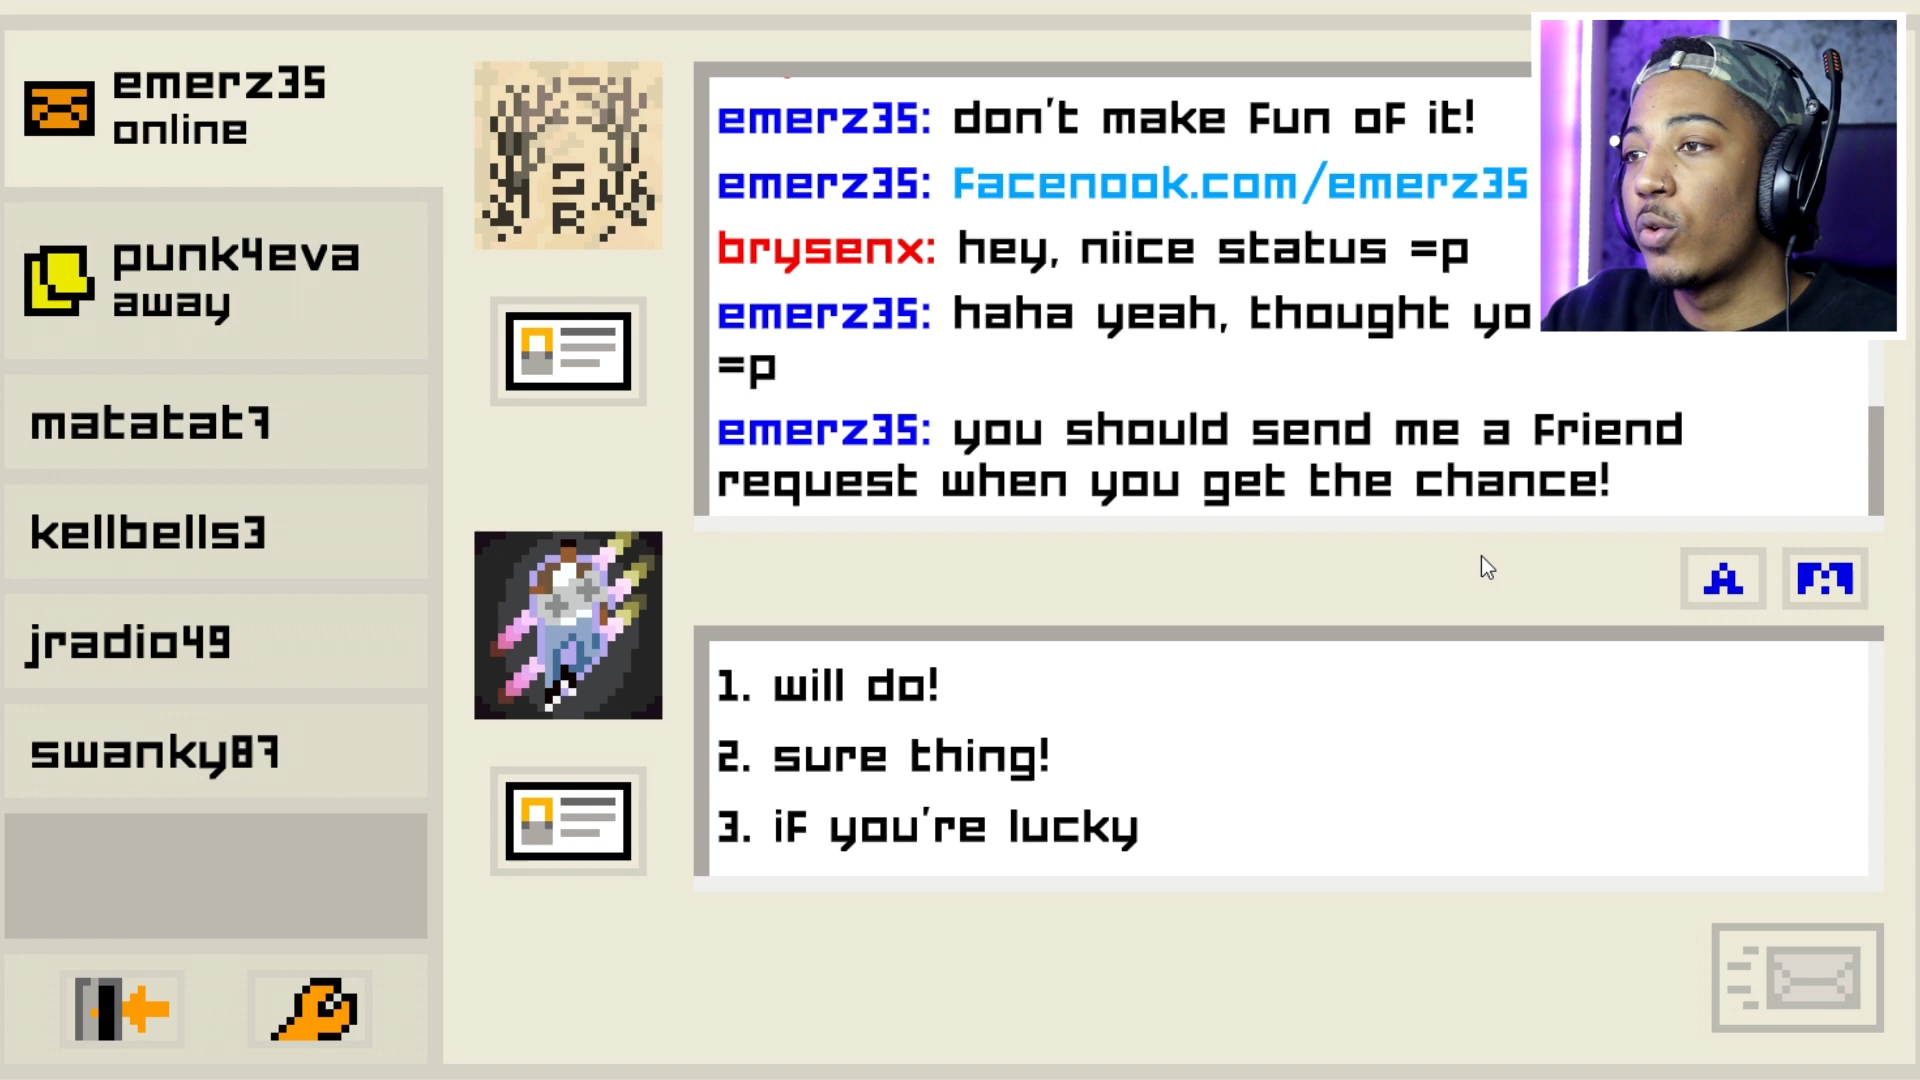 emerz35
online
punk4eva
away
matatat7
kellbells3
jradio49
swanky87
emerz35: don't make fun of it!
emerz35: facenook.com/emerz35
brysenx: hey, niice status =p
emerz35: haha yeah, thought yo
=p
emerz35: you should send me a friend
request when you get the chance!
A
1. will do!
2. sure thing!
3. if you're lucky